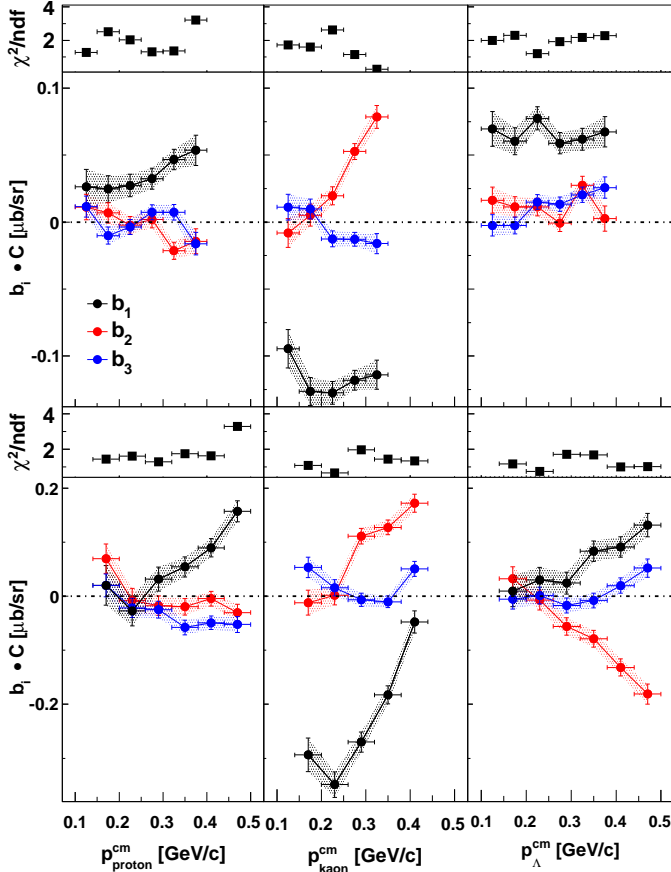 χ²/ndf
4
2
b_i • C [μb/sr]
0.1
0
-0.1
b₁
b₂
b₃
χ²/ndf
4
2
b_i • C [μb/sr]
0.2
0
-0.2
0.1 0.2 0.3 0.4 0.5 0.1 0.2 0.3 0.4 0.5 0.1 0.2 0.3 0.4 0.5
p^cm_proton [GeV/c] p^cm_kaon [GeV/c] p^cm_Λ [GeV/c]